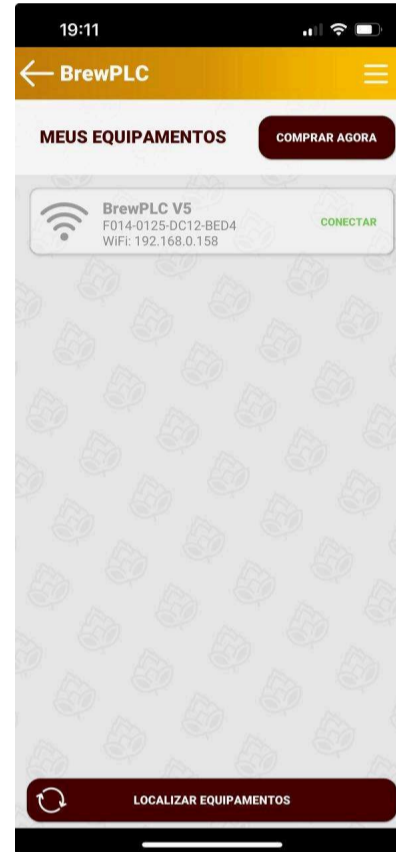 19:11
BrewPLC
MEUS EQUIPAMENTOS
COMPRAR AGORA
BrewPLC V5
F014-0125-DC12-BED4
CONECTAR
WiFi: 192.168.0.158
LOCALIZAR EQUIPAMENTOS